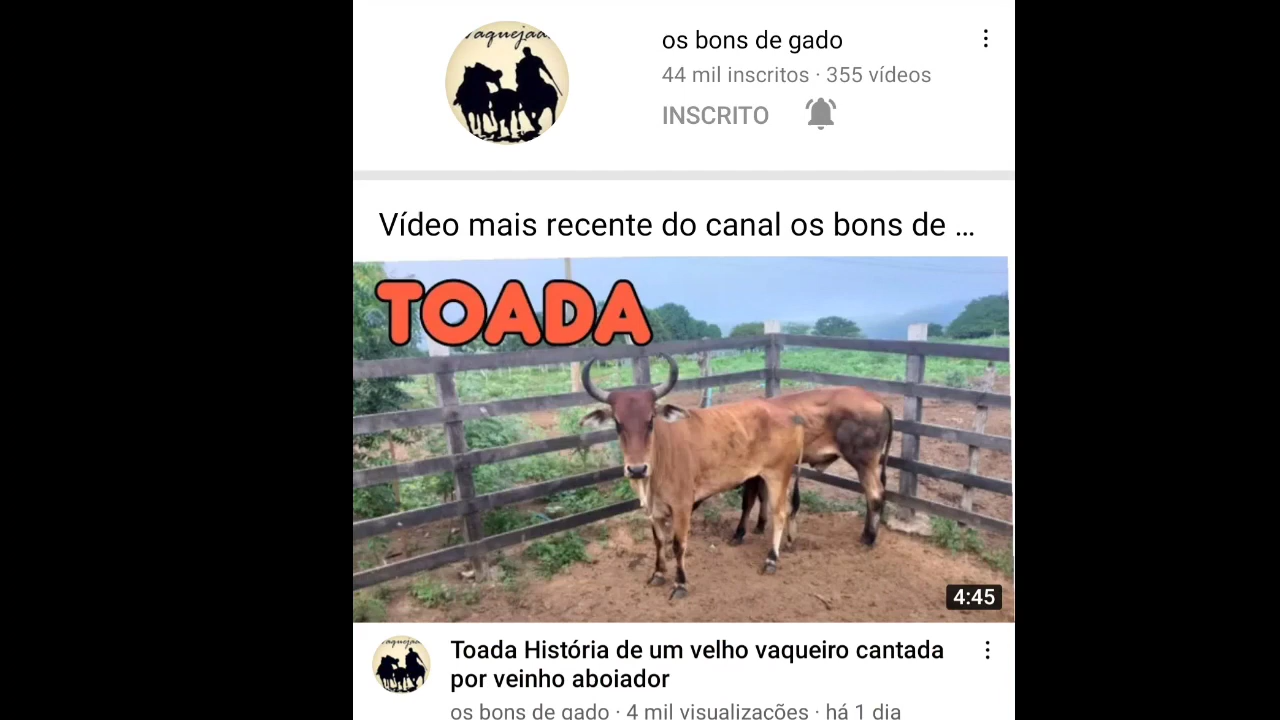 os bons de gado
44 mil inscritos · 355 vídeos
INSCRITO
Vídeo mais recente do canal os bons de ...
TOADA
4:45
Toada História de um velho vaqueiro cantada
por veinho aboiador
os bons de gado · 4 mil visualizações · há 1 dia